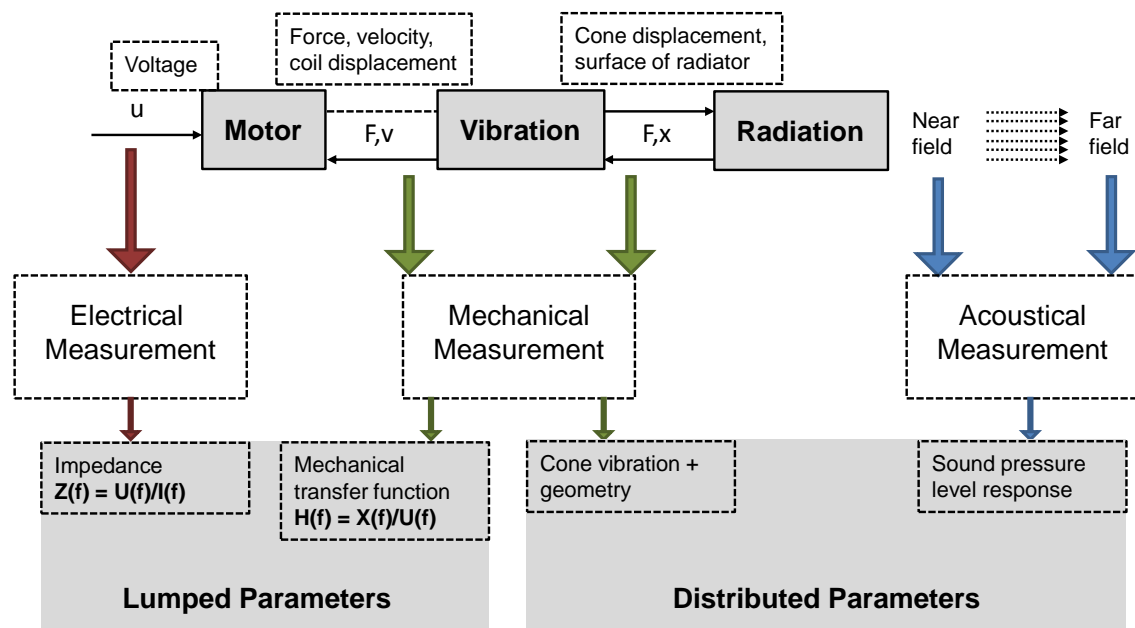 Force, velocity,
coil displacement
Cone displacement,
surface of radiator
Voltage
u
Motor
F,v
Vibration
F,x
Radiation
Near
field
Far
field
Electrical
Measurement
Mechanical
Measurement
Acoustical
Measurement
Impedance
Z(f) = U(f)/I(f)
Mechanical
transfer function
H(f) = X(f)/U(f)
Cone vibration +
geometry
Sound pressure
level response
Lumped Parameters
Distributed Parameters